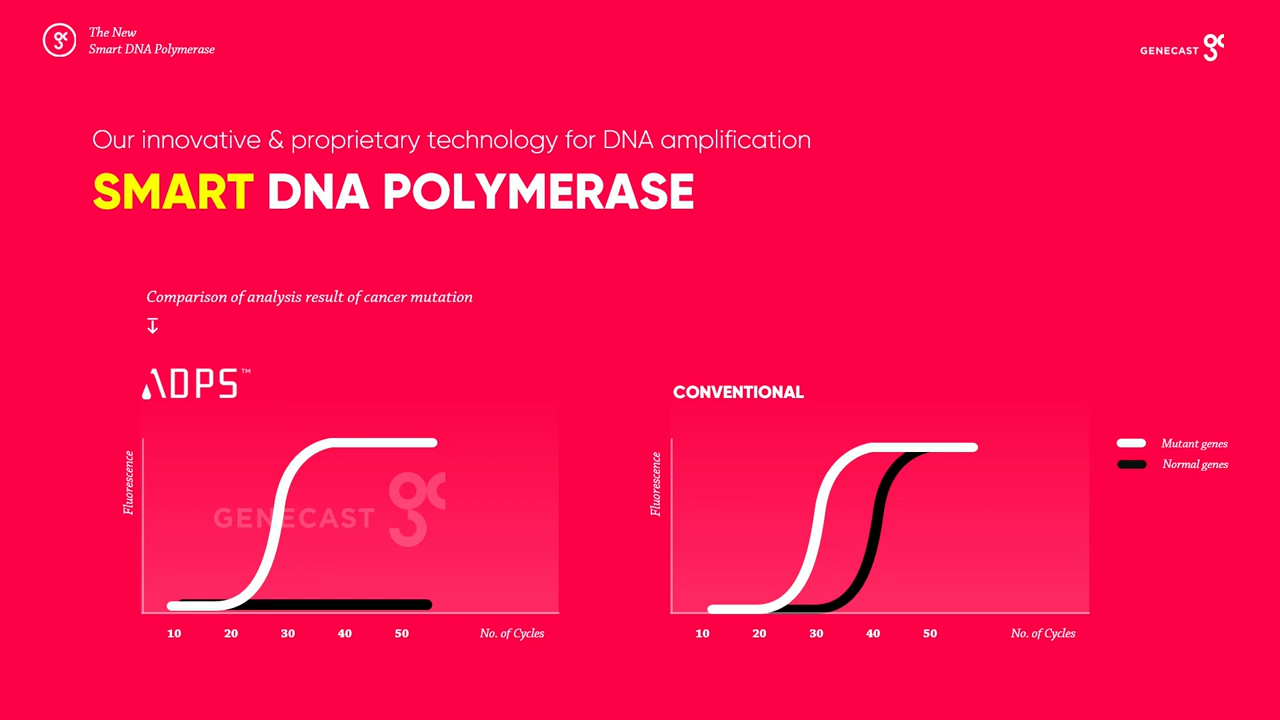 The New
Smart DNA Polymerase
GENECAST
Our innovative & proprietary technology for DNA amplification
SMART DNA POLYMERASE
Comparison of analysis result of cancer mutation
ADPS™
Fluorescence
GENECAST
10 20 30 40 50 No. of Cycles
CONVENTIONAL
Fluorescence
10 20 30 40 50 No. of Cycles
Mutant genes
Normal genes